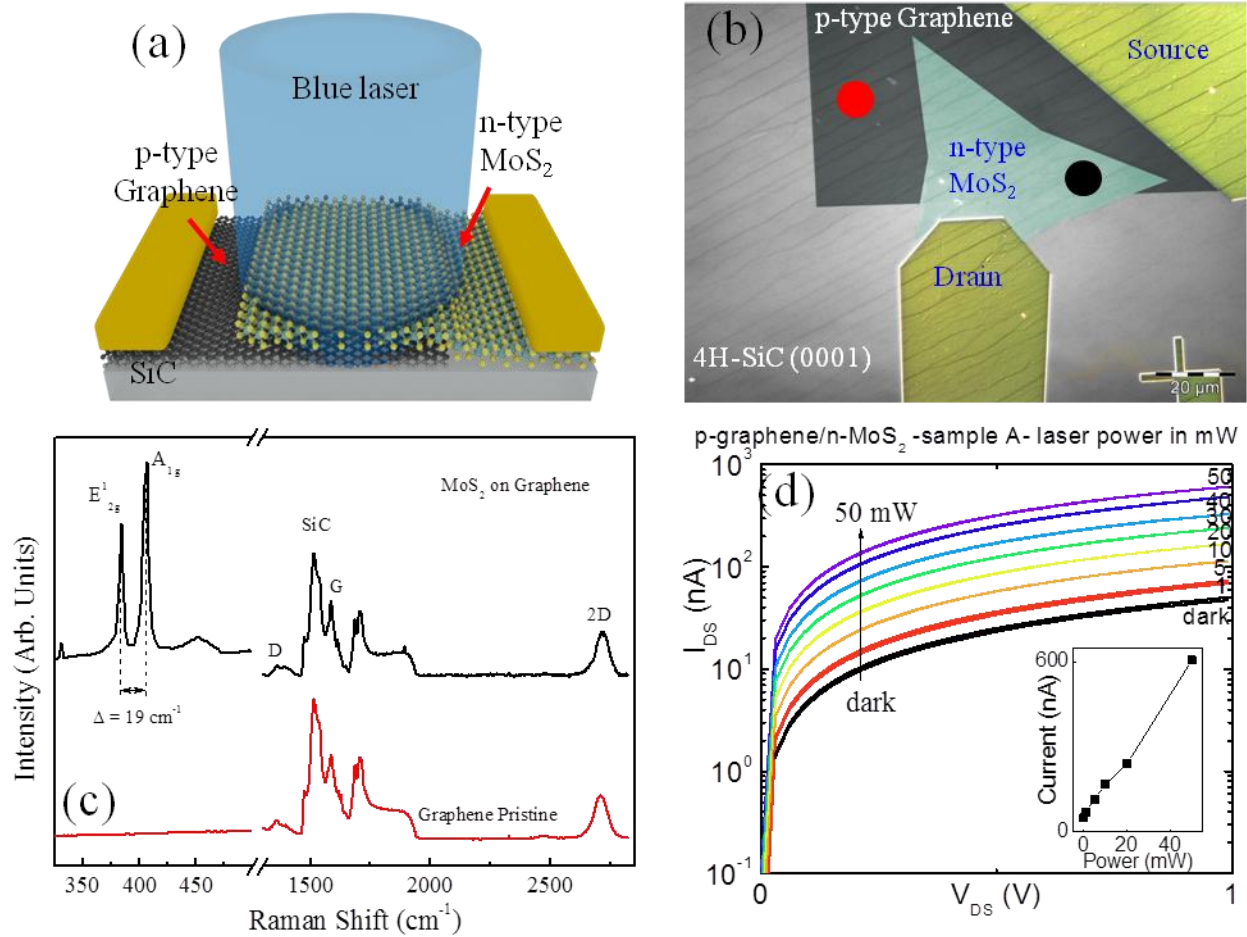 (a)
Blue laser
n-type
MoS₂
p-type
Graphene
SiC
(b)
p-type Graphene
Source
n-type
MoS₂
Drain
4H-SiC (0001)
20 µm
(c)
Intensity (Arb. Units)
E¹₂g
A₁g
MoS₂ on Graphene
SiC
G
D
2D
Δ = 19 cm⁻¹
Graphene Pristine
350 400 450 1500 2000 2500
Raman Shift (cm⁻¹)
p-graphene/n-MoS₂ -sample A- laser power in mW
(d)
10³
10²
10¹
10⁰
10⁻¹
I_DS (nA)
50 mW
dark
50
40
30
20
10
5
1
dark
600
0
Current (nA)
0 20 40
Power (mW)
0 1
V_DS (V)